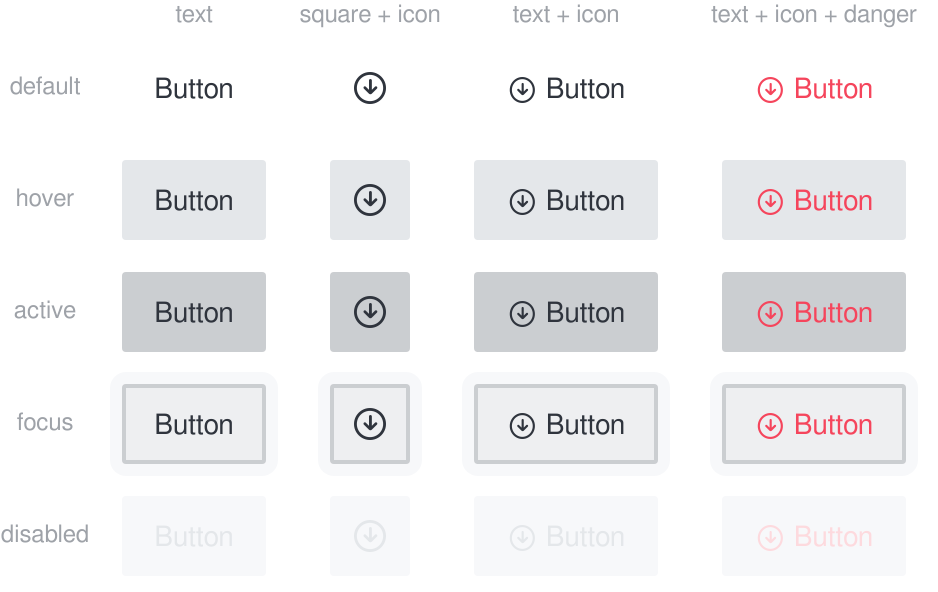 text square + icon text + icon text + icon + danger
default Button Button Button
hover Button Button Button
active Button Button Button
focus Button Button Button
disabled Button Button Button